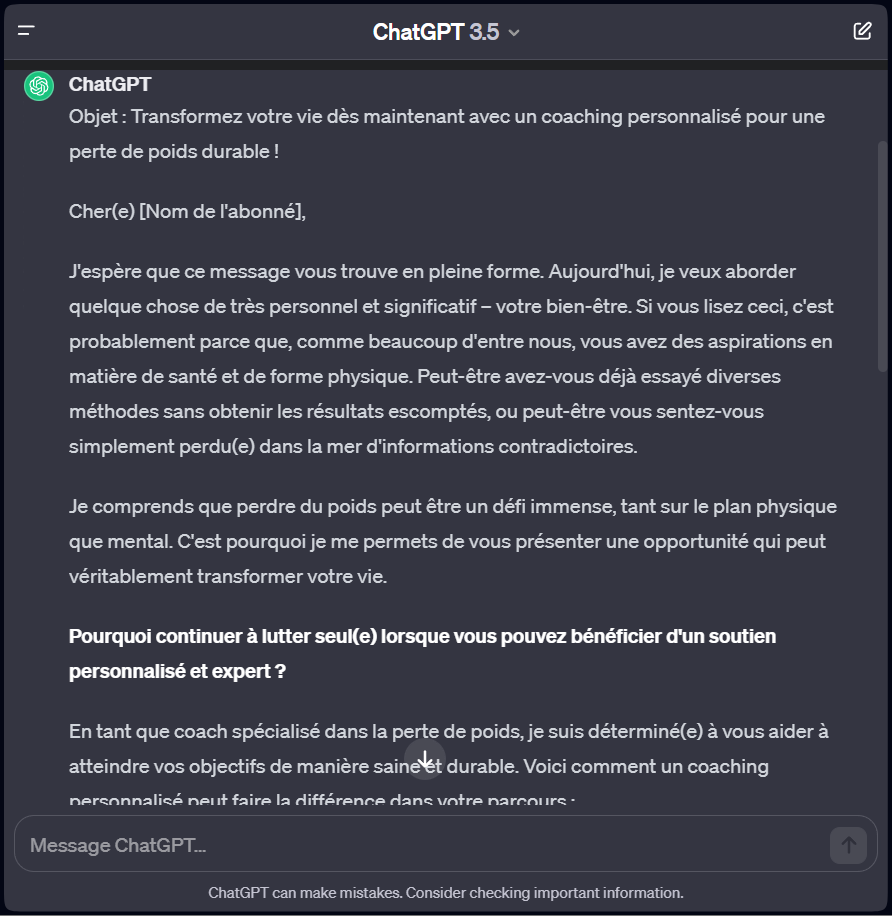 ChatGPT 3.5
ChatGPT
Objet : Transformez votre vie dès maintenant avec un coaching personnalisé pour une
perte de poids durable !
Cher(e) [Nom de l'abonné],
J'espère que ce message vous trouve en pleine forme. Aujourd'hui, je veux aborder
quelque chose de très personnel et significatif – votre bien-être. Si vous lisez ceci, c'est
probablement parce que, comme beaucoup d'entre nous, vous avez des aspirations en
matière de santé et de forme physique. Peut-être avez-vous déjà essayé diverses
méthodes sans obtenir les résultats escomptés, ou peut-être vous sentez-vous
simplement perdu(e) dans la mer d'informations contradictoires.
Je comprends que perdre du poids peut être un défi immense, tant sur le plan physique
que mental. C'est pourquoi je me permets de vous présenter une opportunité qui peut
véritablement transformer votre vie.
Pourquoi continuer à lutter seul(e) lorsque vous pouvez bénéficier d'un soutien
personnalisé et expert ?
En tant que coach spécialisé dans la perte de poids, je suis déterminé(e) à vous aider à
atteindre vos objectifs de manière saine et durable. Voici comment un coaching
personnalisé peut faire la différence dans votre parcours :
Message ChatGPT...
ChatGPT can make mistakes. Consider checking important information.